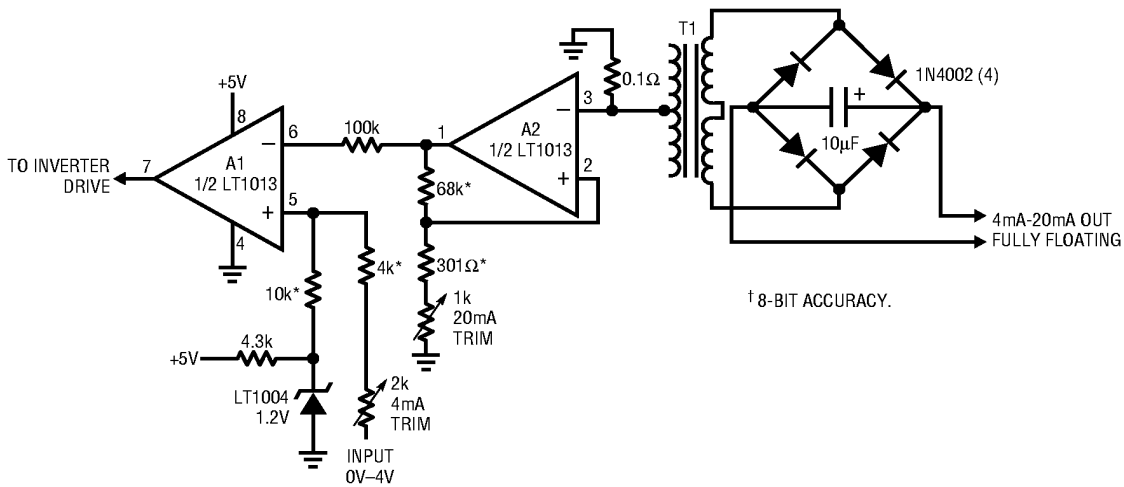 T1
1N4002 (4)
+
10µF
0.1Ω
3
−
A2
1/2 LT1013
1
2
+
100k
68k*
301Ω*
1k
20mA
TRIM
+5V
8
6
−
A1
1/2 LT1013
7
TO INVERTER
DRIVE
5
+
4
10k*
4k*
4.3k
+5V
LT1004
1.2V
2k
4mA
TRIM
INPUT
0V–4V
4mA-20mA OUT
FULLY FLOATING
† 8-BIT ACCURACY.